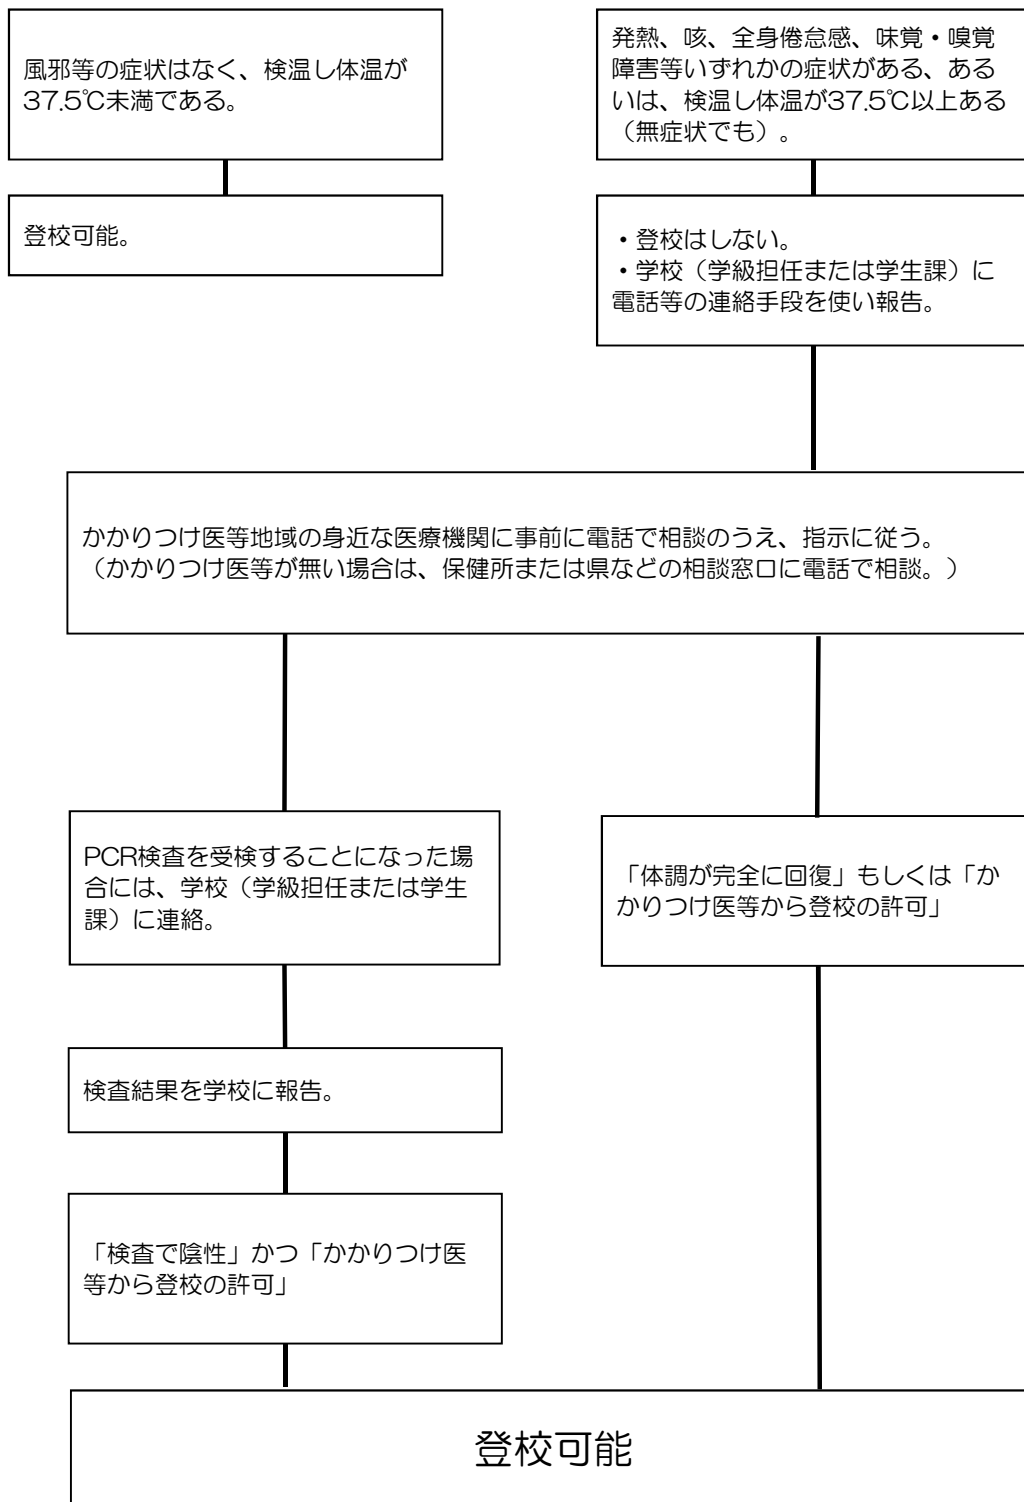 風邪等の症状はなく、検温し体温が
37.5℃未満である。
登校可能。
発熱、咳、全身倦怠感、味覚・嗅覚
障害等いずれかの症状がある、ある
いは、検温し体温が37.5℃以上ある
（無症状でも）。
・登校はしない。
・学校（学級担任または学生課）に
電話等の連絡手段を使い報告。
かかりつけ医等地域の身近な医療機関に事前に電話で相談のうえ、指示に従う。
（かかりつけ医等が無い場合は、保健所または県などの相談窓口に電話で相談。）
PCR検査を受検することになった場
合には、学校（学級担任または学生
課）に連絡。
検査結果を学校に報告。
「検査で陰性」かつ「かかりつけ医
等から登校の許可」
「体調が完全に回復」もしくは「か
かりつけ医等から登校の許可」
登校可能